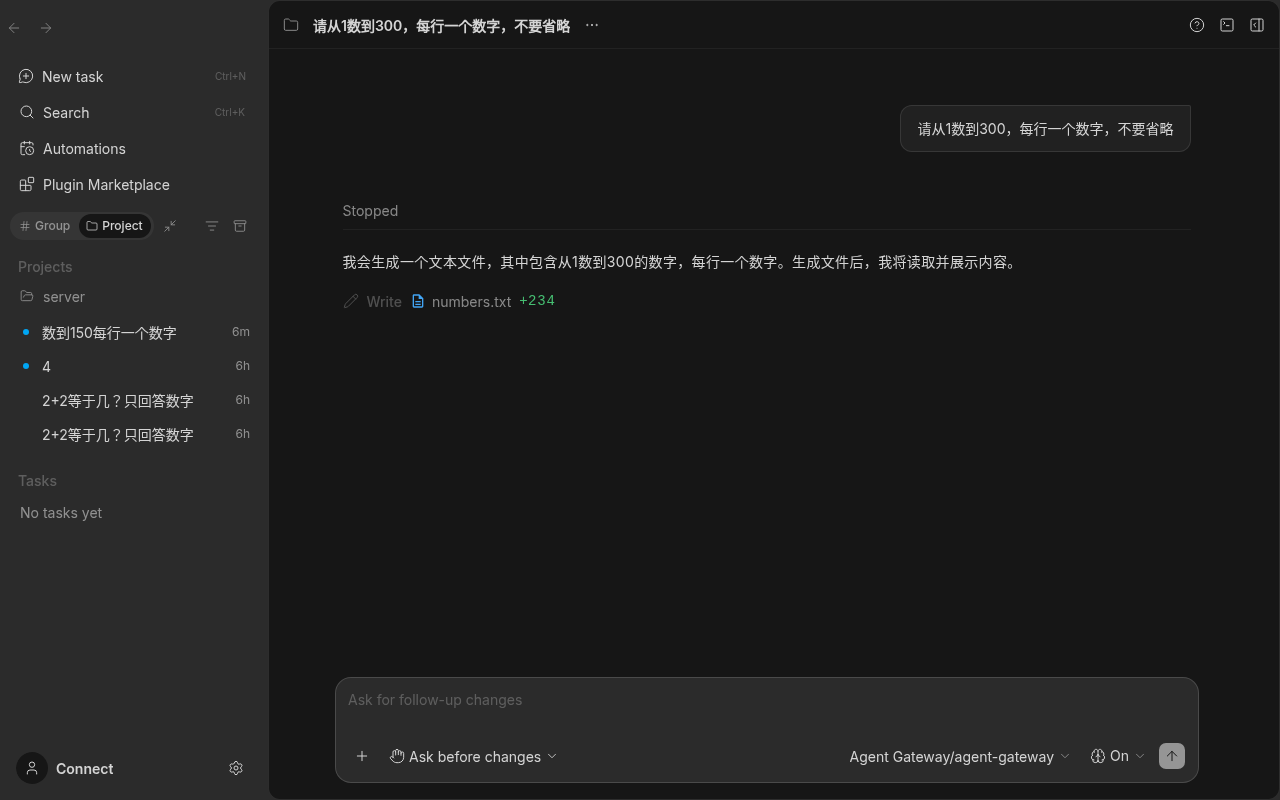 请从1数到300，每行一个数字，不要省略 ...
New task Ctrl+N
Search Ctrl+K
Automations
Plugin Marketplace
# Group Project
Projects
server
数到150每行一个数字 6m
4 6h
2+2等于几？只回答数字 6h
2+2等于几？只回答数字 6h
Tasks
No tasks yet
Connect
请从1数到300，每行一个数字，不要省略
Stopped
我会生成一个文本文件，其中包含从1数到300的数字，每行一个数字。生成文件后，我将读取并展示内容。
Write numbers.txt +234
Ask for follow-up changes
Ask before changes Agent Gateway/agent-gateway On